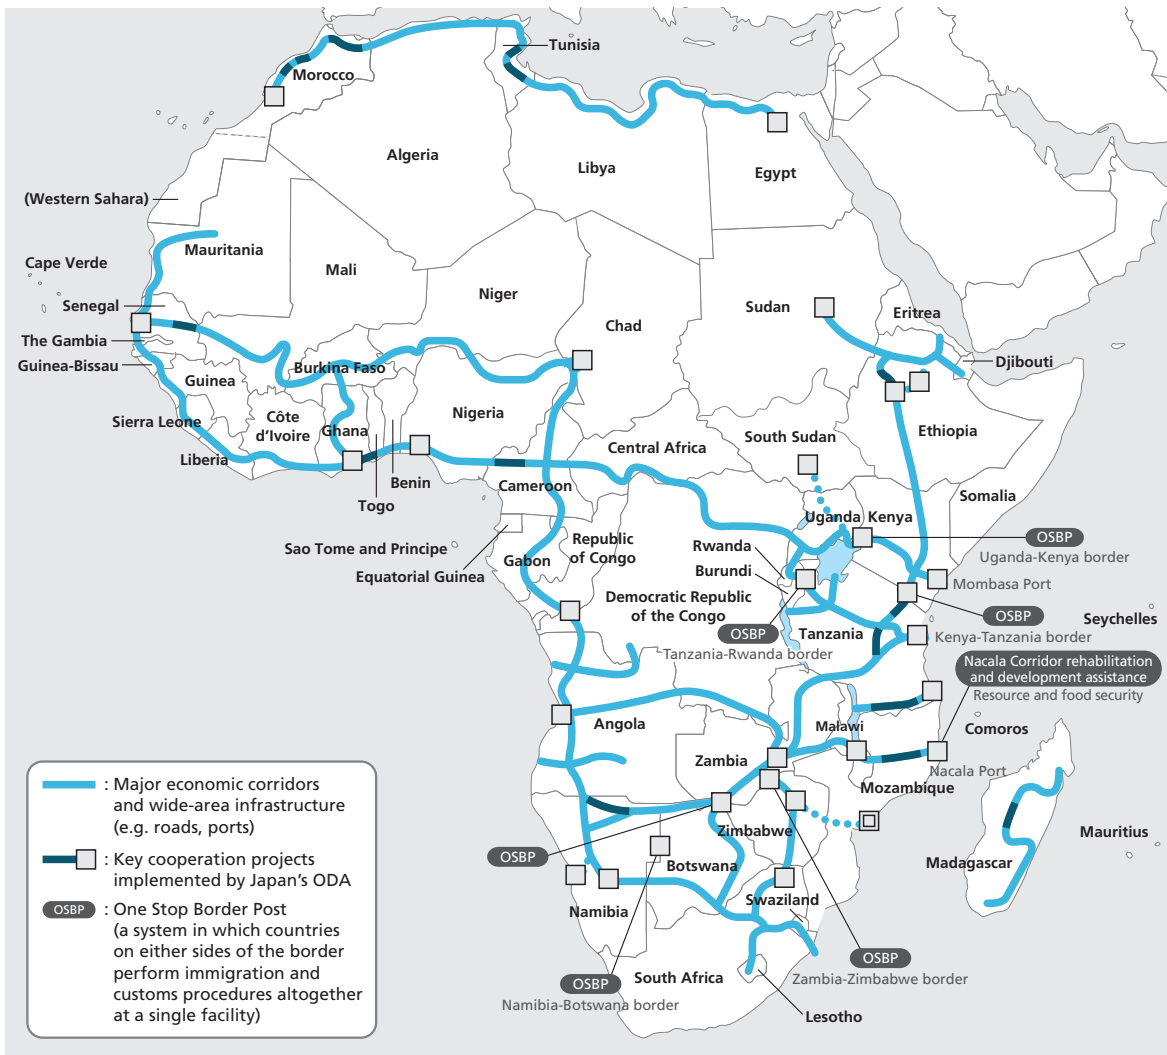 Tunisia
Morocco
Algeria
Libya
Egypt
(Western Sahara)
Mauritania
Cape Verde
Mali
Niger
Senegal
Chad
Sudan
Eritrea
The Gambia
Djibouti
Guinea-Bissau
Burkina Faso
Guinea
Nigeria
Sierra Leone
Côte
d’Ivoire
Ghana
Ethiopia
Liberia
Central Africa
South Sudan
Benin
Cameroon
Togo
Somalia
Uganda
Kenya
Sao Tome and Principe
Republic
of Congo
Gabon
Equatorial Guinea
Rwanda
Burundi
OSBP
Uganda-Kenya border
Mombasa Port
Democratic Republic
of the Congo
OSBP
Kenya-Tanzania border
Seychelles
OSBP
Tanzania-Rwanda border
Tanzania
Nacala Corridor rehabilitation
and development assistance
Resource and food security
Angola
Malawi
Comoros
Zambia
Nacala Port
Mozambique
Zimbabwe
Mauritius
OSBP
Botswana
Madagascar
Namibia
Swaziland
OSBP
Zambia-Zimbabwe border
South Africa
OSBP
Namibia-Botswana border
Lesotho
: Major economic corridors
and wide-area infrastructure
(e.g. roads, ports)
: Key cooperation projects
implemented by Japan’s ODA
OSBP : One Stop Border Post
(a system in which countries
on either sides of the border
perform immigration and
customs procedures altogether
at a single facility)